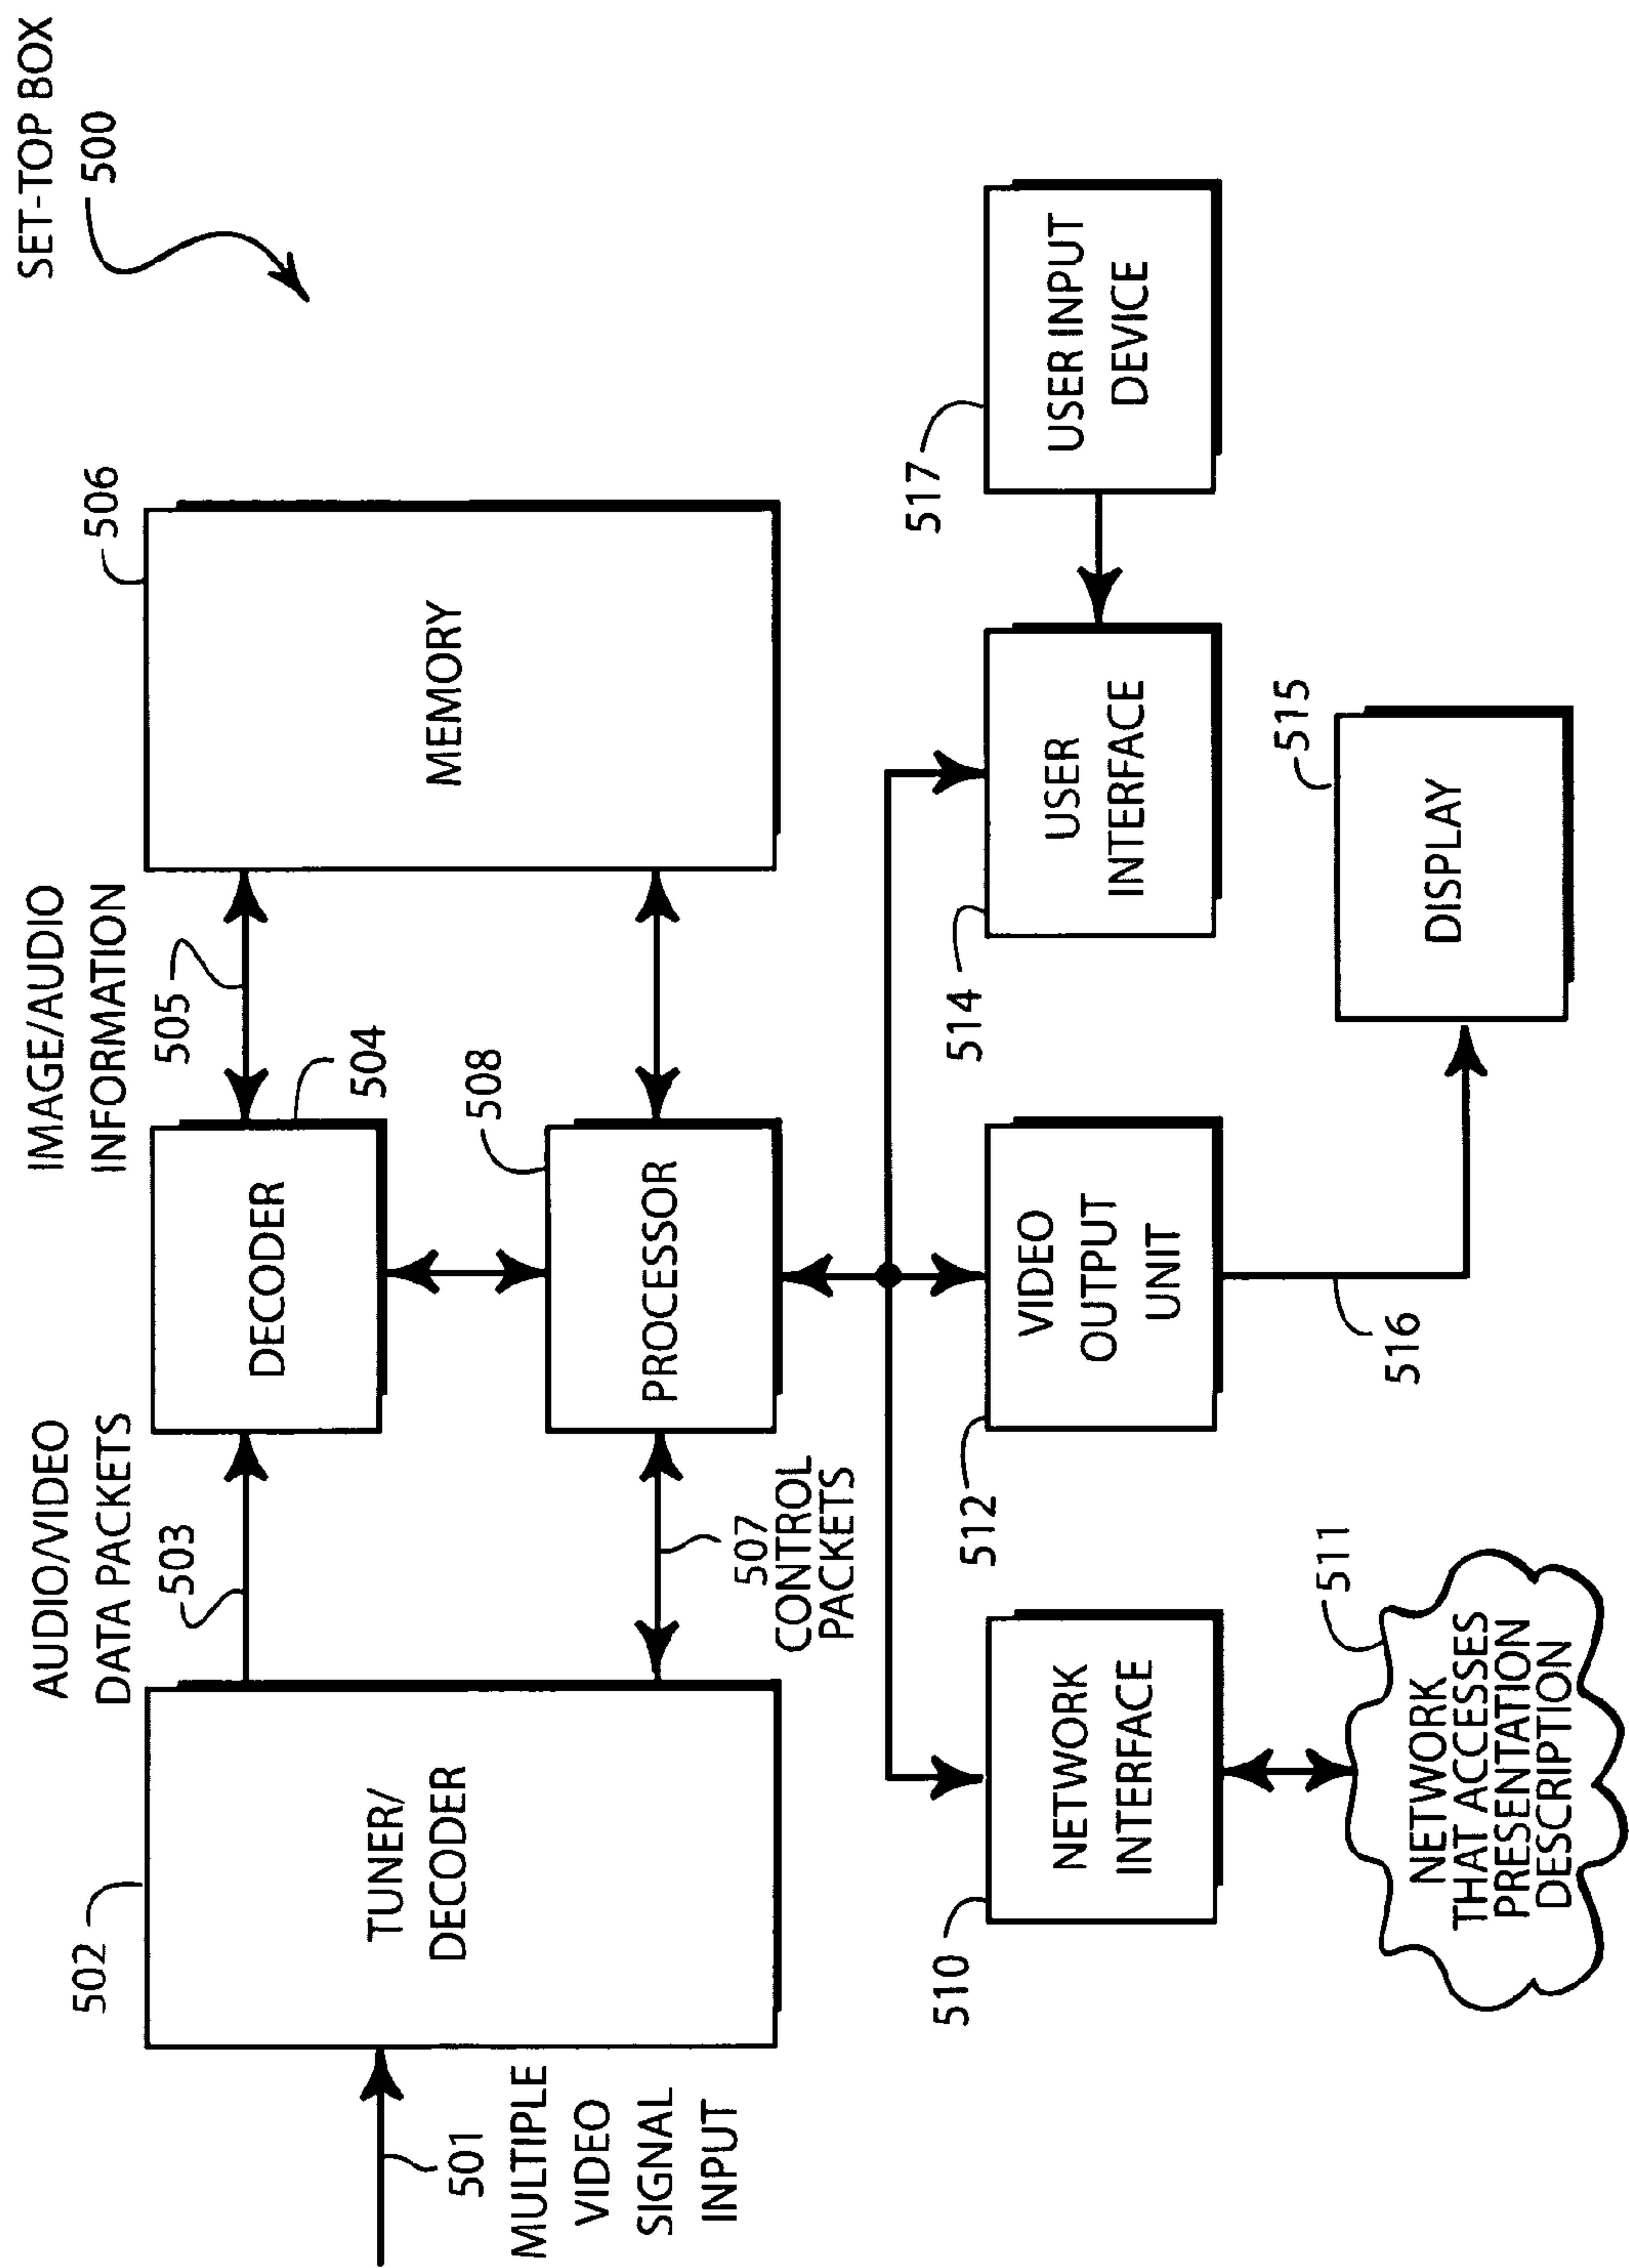 SET-TOP BOX
500
AUDIO/VIDEO
DATA PACKETS
503
IMAGE/AUDIO
INFORMATION
505
506
502
TUNER/
DECODER
DECODER
504
MEMORY
501
MULTIPLE
VIDEO
SIGNAL
INPUT
508
PROCESSOR
507
CONTROL
PACKETS
510
NETWORK
INTERFACE
512
VIDEO
OUTPUT
UNIT
514
USER
INTERFACE
517
USER INPUT
DEVICE
511
NETWORK
THAT ACCESSES
PRESENTATION
DESCRIPTION
516
515
DISPLAY